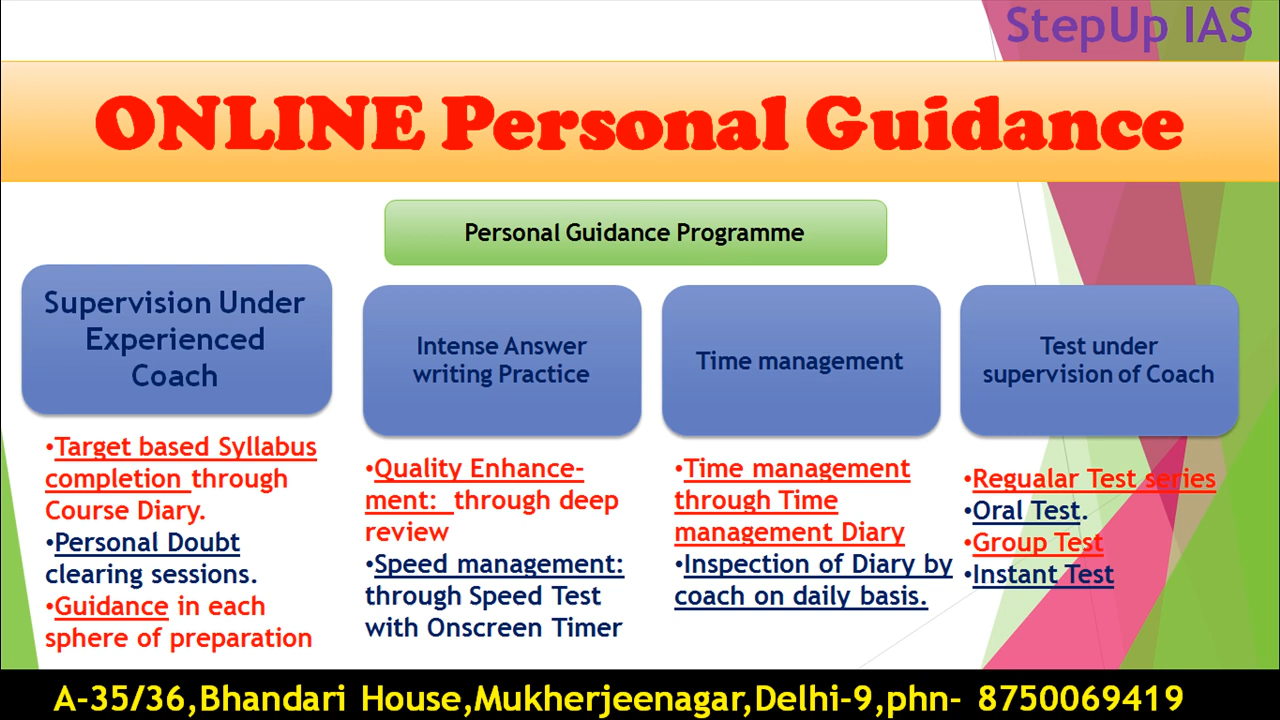 StepUp IAS
ONLINE Personal Guidance
Personal Guidance Programme
Supervision Under
Experienced
Coach
•Target based Syllabus
completion through
Course Diary.
•Personal Doubt
clearing sessions.
•Guidance in each
sphere of preparation
Intense Answer
writing Practice
•Quality Enhance-
ment: through deep
review
•Speed management:
through Speed Test
with Onscreen Timer
Time management
•Time management
through Time
management Diary
•Inspection of Diary by
coach on daily basis.
Test under
supervision of Coach
•Regualar Test series
•Oral Test.
•Group Test
•Instant Test
A-35/36,Bhandari House,Mukherjeenagar,Delhi-9,phn- 8750069419